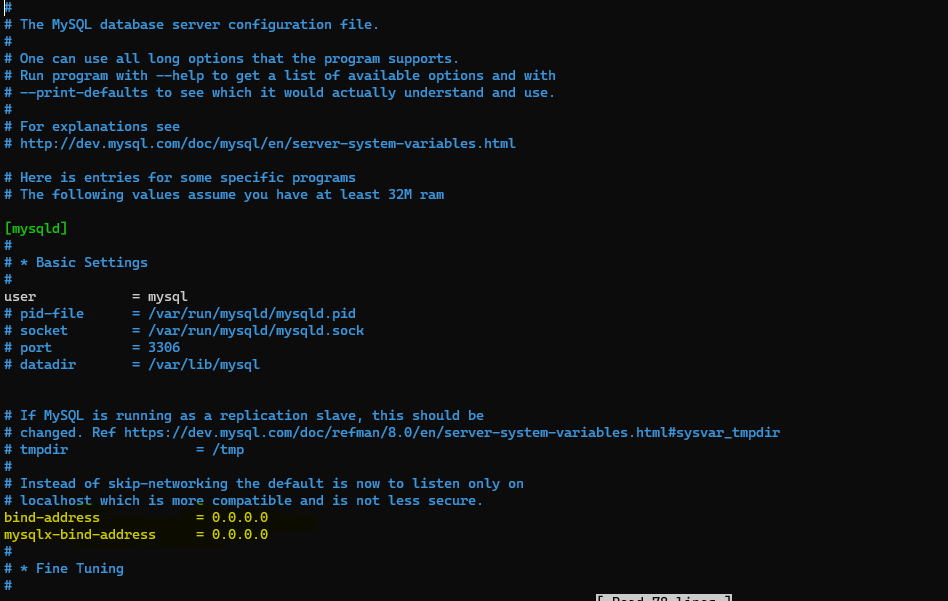 #
# The MySQL database server configuration file.
#
# One can use all long options that the program supports.
# Run program with --help to get a list of available options and with
# --print-defaults to see which it would actually understand and use.
#
# For explanations see
# http://dev.mysql.com/doc/mysql/en/server-system-variables.html
# Here is entries for some specific programs
# The following values assume you have at least 32M ram
[mysqld]
#
# * Basic Settings
#
user = mysql
# pid-file = /var/run/mysqld/mysqld.pid
# socket = /var/run/mysqld/mysqld.sock
# port = 3306
# datadir = /var/lib/mysql
# If MySQL is running as a replication slave, this should be
# changed. Ref https://dev.mysql.com/doc/refman/8.0/en/server-system-variables.html#sysvar_tmpdir
# tmpdir = /tmp
#
# Instead of skip-networking the default is now to listen only on
# localhost which is more compatible and is not less secure.
bind-address = 0.0.0.0
mysqlx-bind-address = 0.0.0.0
#
# * Fine Tuning
#
[ Read 78 lines ]